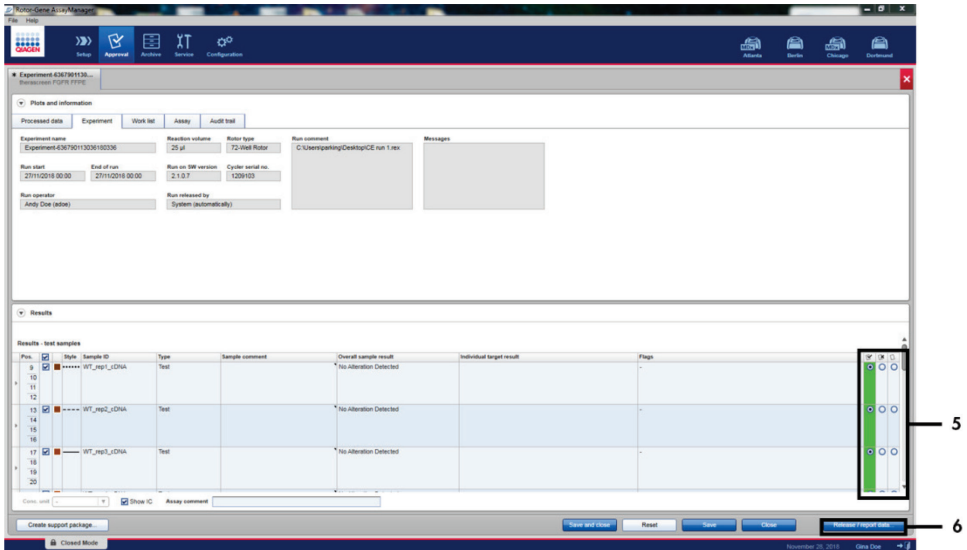 Rotor-Gene AssayManager
File Help
QIAGEN
Setup Approval Archive Service Configuration
Atlanta Berlin Chicago Dortmund
* Experiment-6367901130...
therascreen FGFR FFPE
Plots and information
Processed data Experiment Work list Assay Audit trail
Experiment name Reaction volume Rotor type Run comment Messages
Experiment-636790113036180336 25 µl 72-Well Rotor C:\Users\parking\Desktop\CE run 1.rex
Run start End of run Run on SW version Cycler serial no.
27/11/2018 00:00 27/11/2018 00:00 2.1.0.7 1209103
Run operator Run released by
Andy Doe (adoe) System (automatically)
Results
Results - test samples
Pos. Style Sample ID Type Sample comment Overall sample result Individual target result Flags
9 WT_rep1_cDNA Test No Alteration Detected -
10
11
12
13 WT_rep2_cDNA Test No Alteration Detected -
14
15
16
17 WT_rep3_cDNA Test No Alteration Detected -
18
19
20
Conc. unit - Show IC Assay comment
Create support package... Save and close Reset Save Close Release / report data...
Closed Mode November 28, 2018 Gina Doe
5
6